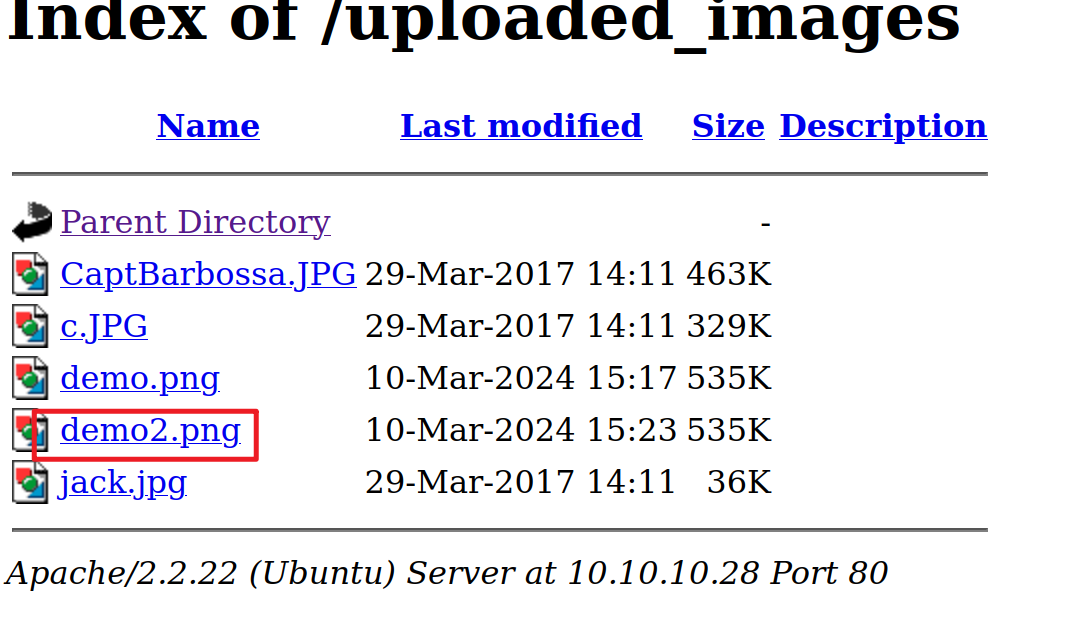 Index of /uploaded_images
Name Last modified Size Description
Parent Directory -
CaptBarbossa.JPG 29-Mar-2017 14:11 463K
c.JPG 29-Mar-2017 14:11 329K
demo.png 10-Mar-2024 15:17 535K
demo2.png 10-Mar-2024 15:23 535K
jack.jpg 29-Mar-2017 14:11 36K
Apache/2.2.22 (Ubuntu) Server at 10.10.10.28 Port 80